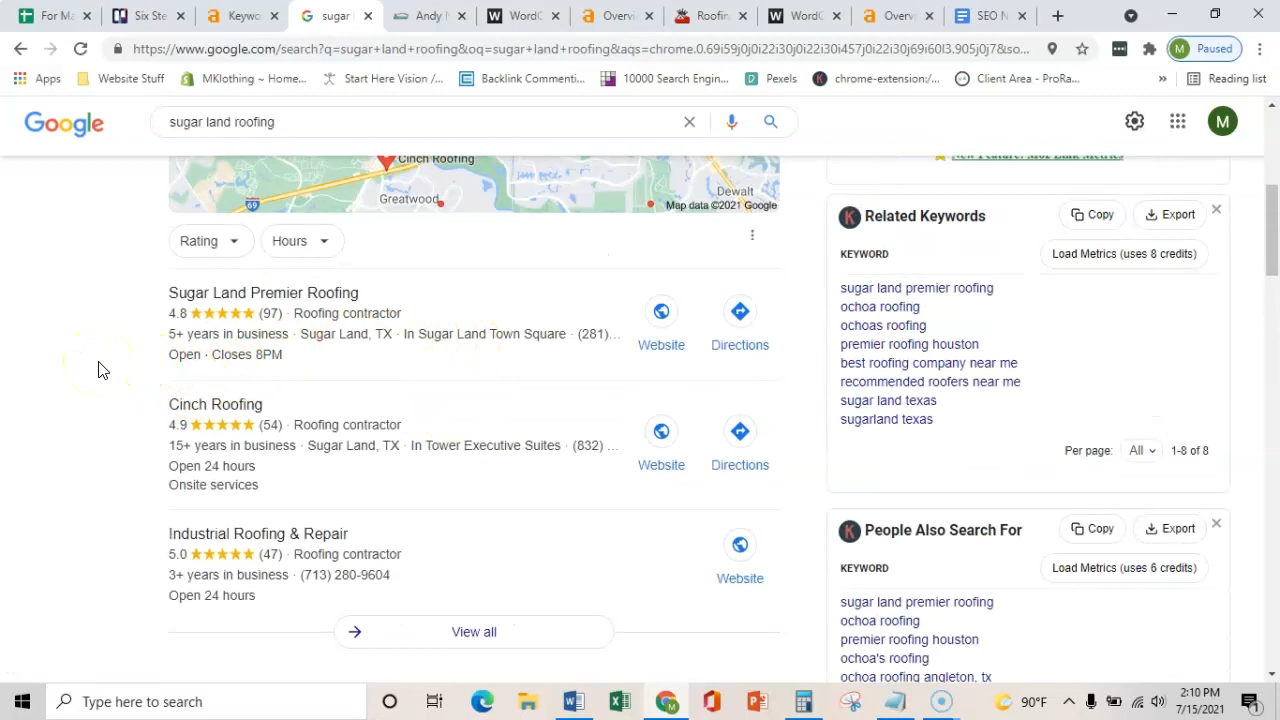 For Ma
Six Ste
Keyw
sugar
Andy
WordC
Overvi
Roofin
WordC
Overv
SEO N
https://www.google.com/search?q=sugar+land+roofing&oq=sugar+land+roofing&aqs=chrome.0.69i59j0j0i22i30j0i22i30i457j0i22i30j69i60l3.905j0j7&so...
M Paused
Apps
Website Stuff
MKlothing ~ Home...
Start Here Vision /...
Backlink Commenti...
10000 Search Engin...
Pexels
chrome-extension:/...
Client Area - ProRa...
»
Reading list
Google
sugar land roofing
M
Cinch Roofing
Greatwood
69
Dewalt
Map data ©2021 Google
New Feature: Moz Link Metrics
Rating
Hours
Sugar Land Premier Roofing
4.8 ★★★★★ (97) · Roofing contractor
5+ years in business · Sugar Land, TX · In Sugar Land Town Square · (281)...
Open · Closes 8PM
Website
Directions
Cinch Roofing
4.9 ★★★★★ (54) · Roofing contractor
15+ years in business · Sugar Land, TX · In Tower Executive Suites · (832) ...
Open 24 hours
Onsite services
Website
Directions
Industrial Roofing & Repair
5.0 ★★★★★ (47) · Roofing contractor
3+ years in business · (713) 280-9604
Open 24 hours
Website
View all
K Related Keywords
Copy
Export
KEYWORD
Load Metrics (uses 8 credits)
sugar land premier roofing
ochoa roofing
ochoas roofing
premier roofing houston
best roofing company near me
recommended roofers near me
sugar land texas
sugarland texas
Per page: All 1-8 of 8
K People Also Search For
Copy
Export
KEYWORD
Load Metrics (uses 6 credits)
sugar land premier roofing
ochoa roofing
premier roofing houston
ochoa's roofing
ochoa roofing angleton, tx
Type here to search
90°F
2:10 PM
7/15/2021
1